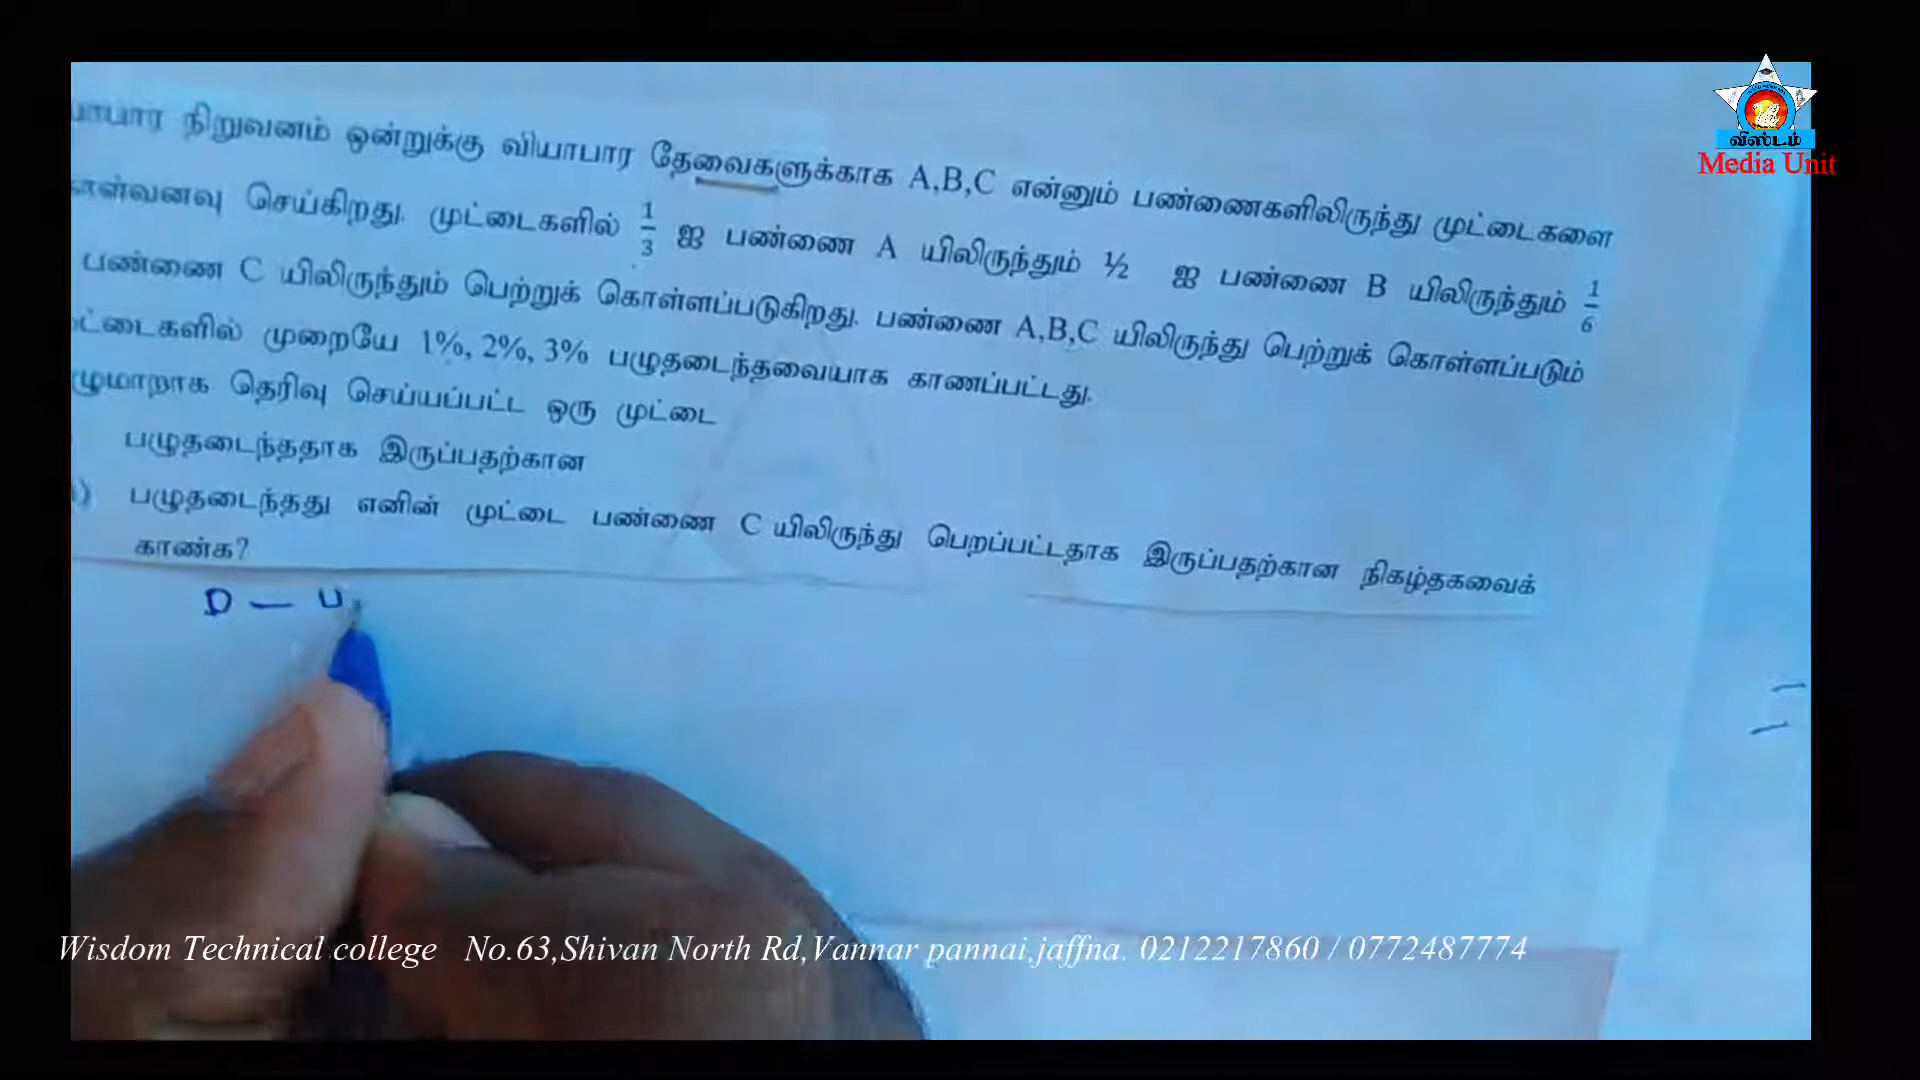 நிறுவனம் ஒன்றுக்கு வியாபார தேவைகளுக்காக A,B,C என்னும் பண்ணைகளிலிருந்து முட்டைகளை
செய்கிறது. முட்டைகளில் 1/3 ஐ பண்ணை A யிலிருந்தும் ½ ஐ பண்ணை B யிலிருந்தும் 1/6
பண்ணை C யிலிருந்தும் பெற்றுக் கொள்ளப்படுகிறது. பண்ணை A,B,C யிலிருந்து பெற்றுக் கொள்ளப்படும்
முறையே 1%, 2%, 3% பழுதடைந்தவையாக காணப்பட்டது.
தெரிவு செய்யப்பட்ட ஒரு முட்டை
பழுதடைந்ததாக இருப்பதற்கான
பழுதடைந்தது எனின் முட்டை பண்ணை C யிலிருந்து பெறப்பட்டதாக இருப்பதற்கான நிகழ்தகவைக்
காண்க?
D —
விஸ்டம்
Media Unit
Wisdom Technical college No.63,Shivan North Rd,Vannar pannai,jaffna. 0212217860 / 0772487774